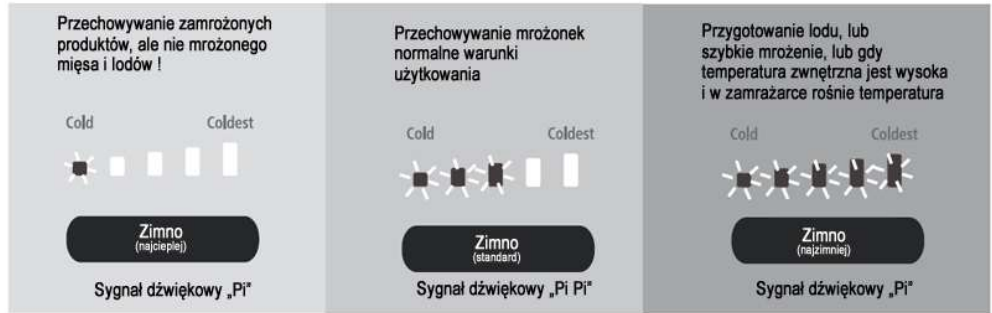 Przechowywanie zamrożonych
produktów, ale nie mrożonego
mięsa i lodów !
Cold Coldest
Zimno
(najcieplej)
Sygnał dźwiękowy „Pi"
Przechowywanie mrożonek
normalne warunki
użytkowania
Cold Coldest
Zimno
(standard)
Sygnał dźwiękowy „Pi Pi"
Przygotowanie lodu, lub
szybkie mrożenie, lub gdy
temperatura zwnętrzna jest wysoka
i w zamrażarce rośnie temperatura
Cold Coldest
Zimno
(najzimniej)
Sygnał dźwiękowy „Pi"